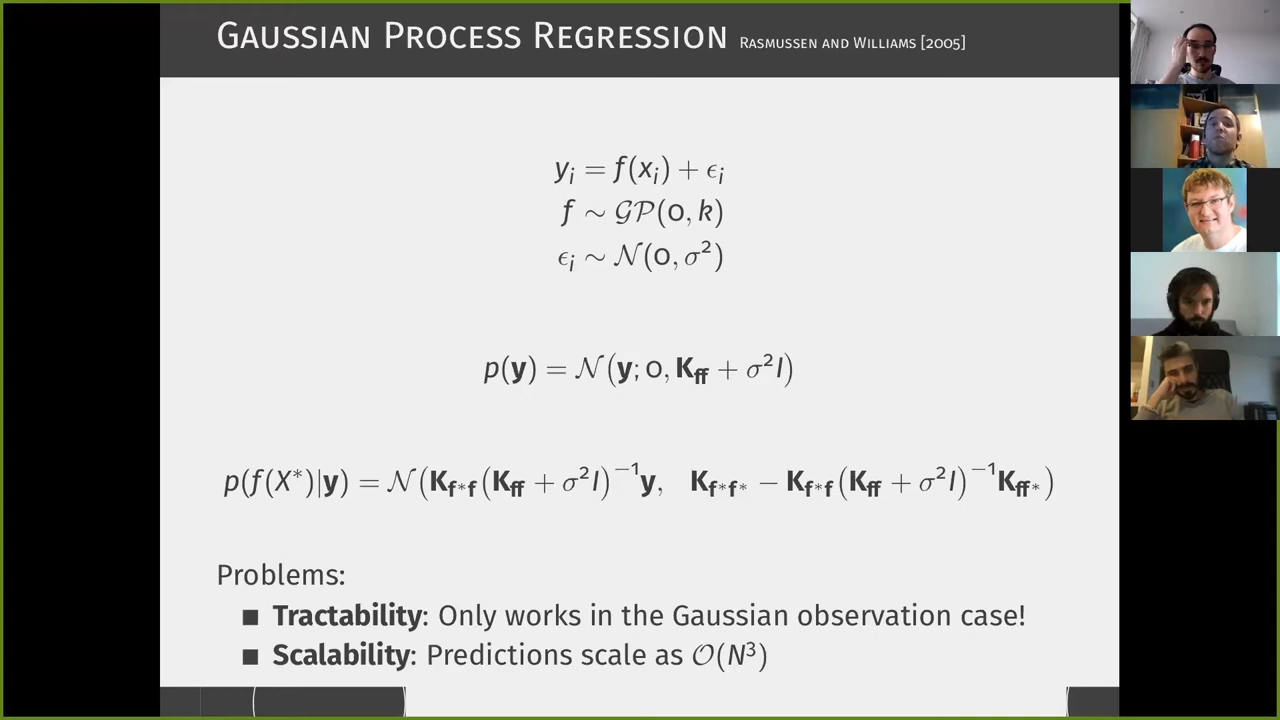 GAUSSIAN PROCESS REGRESSION RASMUSSEN AND WILLIAMS [2005]
yᵢ = f(xᵢ) + ϵᵢ
f ∼ 𝒢𝒫(0, k)
ϵᵢ ∼ 𝒩(0, σ²)
p(𝐲) = 𝒩(𝐲; 0, 𝐊_𝐟𝐟 + σ²I)
p(f(X*)|𝐲) = 𝒩(𝐊_𝐟*𝐟(𝐊_𝐟𝐟 + σ²I)⁻¹𝐲, 𝐊_𝐟*𝐟* − 𝐊_𝐟*𝐟(𝐊_𝐟𝐟 + σ²I)⁻¹𝐊_𝐟𝐟*)
Problems:
■ Tractability: Only works in the Gaussian observation case!
■ Scalability: Predictions scale as 𝒪(N³)